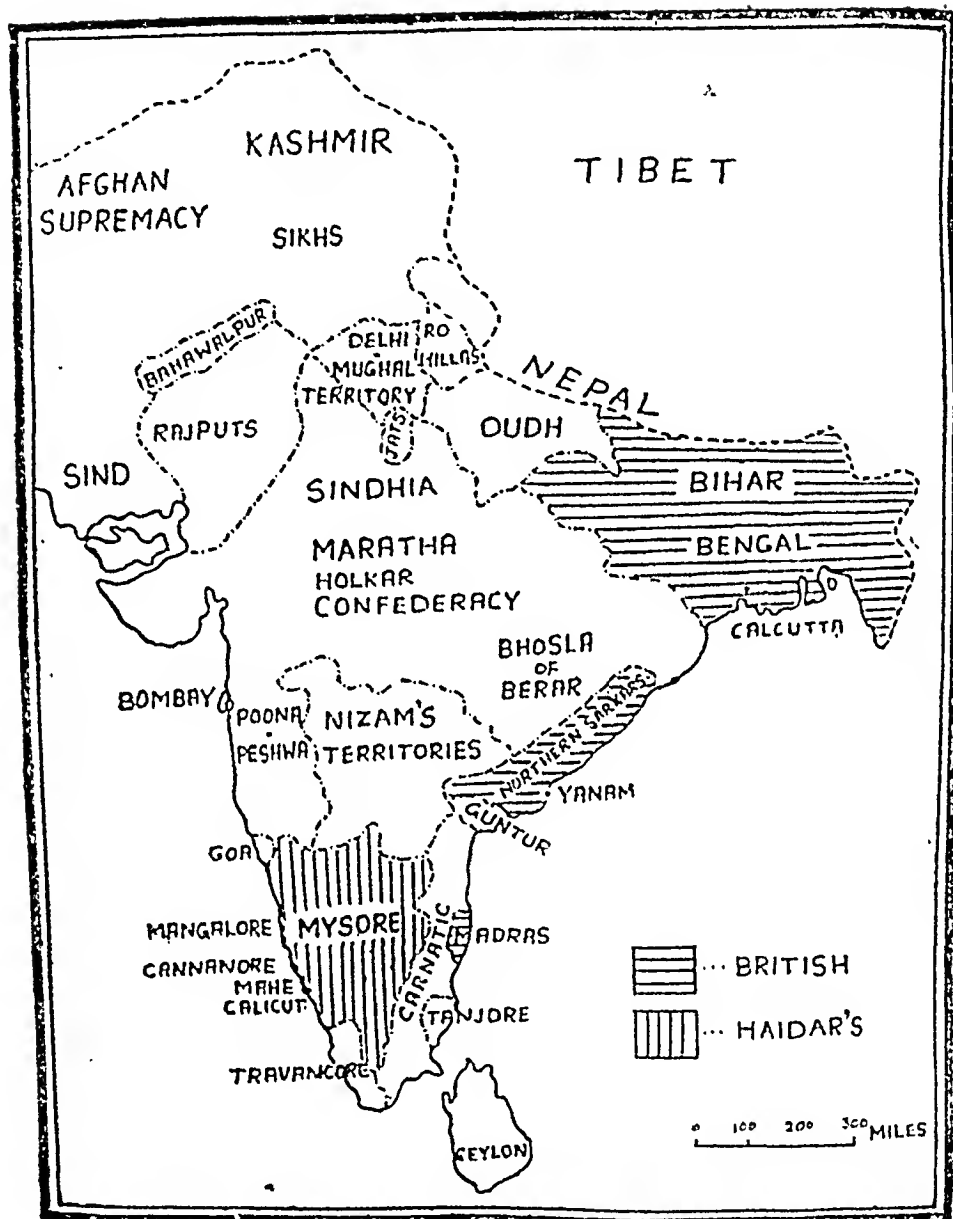 KASHMIR
TIBET
AFGHAN
SUPREMACY
SIKHS
BAHAWALPUR
DELHI
MUGHAL
TERRITORY
RO
HILLAS
NEPAL
RAJPUTS
JATS
OUDH
SIND
SINDHIA
BIHAR
BENGAL
MARATHA
HOLKAR
CONFEDERACY
CALCUTTA
BHOSLA
OF
BERAR
BOMBAY
POONA
PESHWA
NIZAM'S
TERRITORIES
NORTHERN SARKARS
YANAM
GUNTUR
GOA
MANGALORE
MYSORE
CARNATIC
MADRAS
CANNANORE
MAHE
CALICUT
TANJORE
TRAVANCORE
CEYLON
... BRITISH
... HAIDAR'S
0 100 200 300 MILES